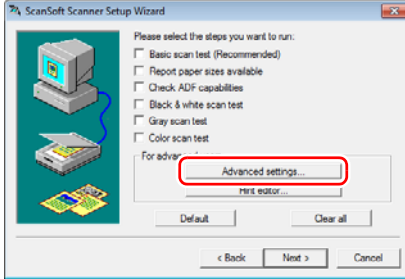 ScanSoft Scanner Setup Wizard
Please select the steps you want to run:
Basic scan test (Recommended)
Report paper sizes available
Check ADF capabilities
Black & white scan test
Gray scan test
Color scan test
For advanced
Advanced settings...
Hint editor...
Default Clear all
< Back Next > Cancel